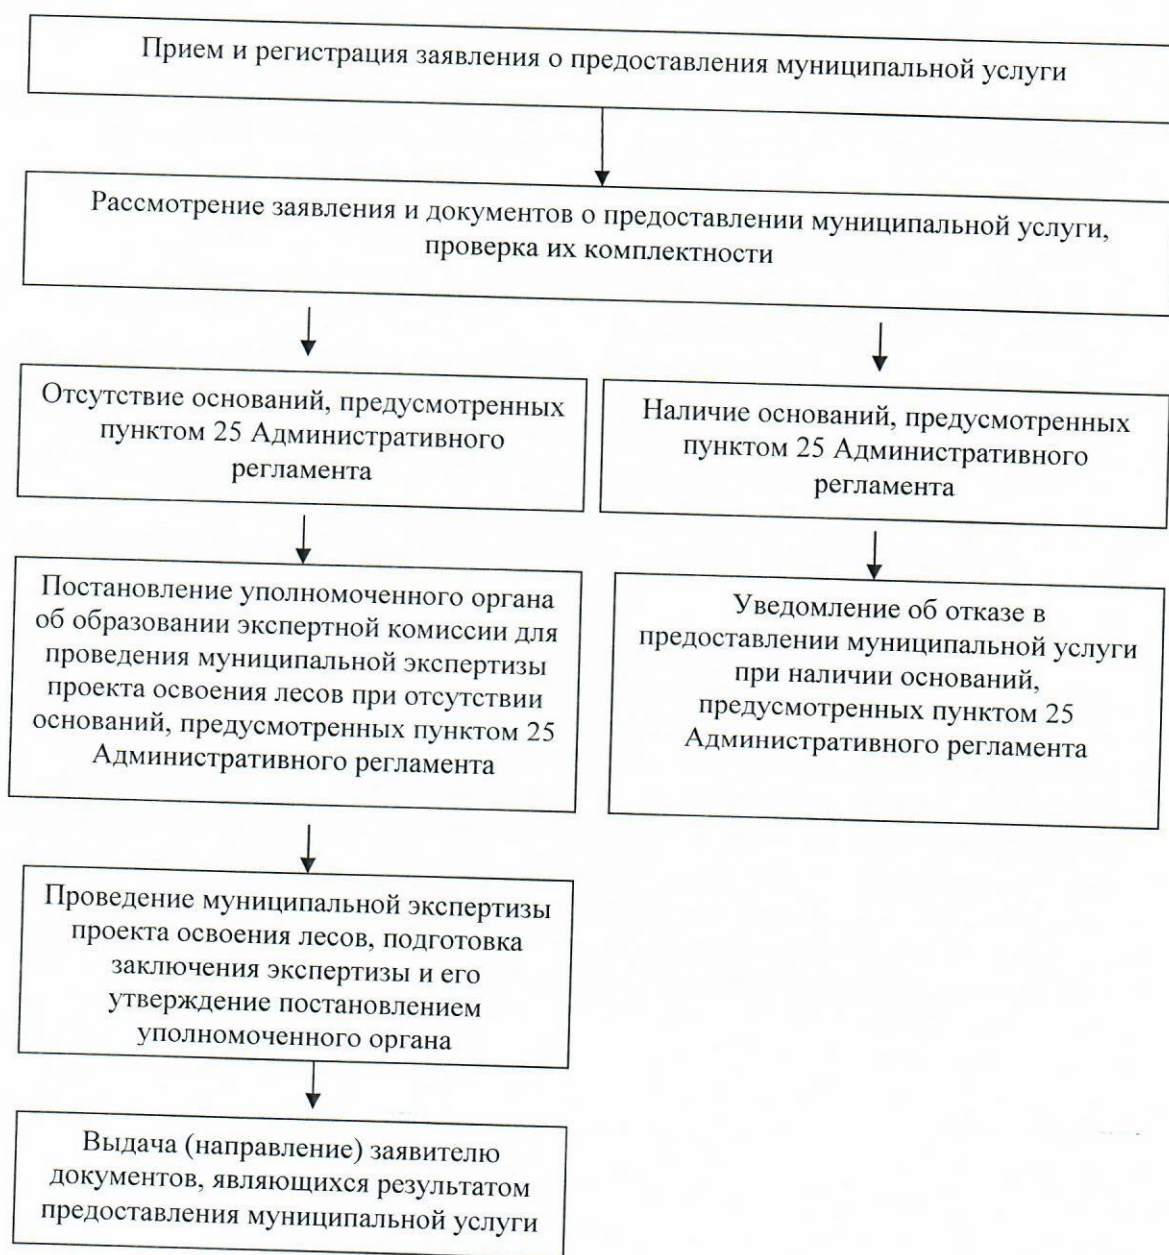 Прием и регистрация заявления о предоставления муниципальной услуги
Рассмотрение заявления и документов о предоставлении муниципальной услуги,
проверка их комплектности
Отсутствие оснований, предусмотренных
пунктом 25 Административного
регламента
Наличие оснований, предусмотренных
пунктом 25 Административного
регламента
Постановление уполномоченного органа
об образовании экспертной комиссии для
проведения муниципальной экспертизы
проекта освоения лесов при отсутствии
оснований, предусмотренных пунктом 25
Административного регламента
Уведомление об отказе в
предоставлении муниципальной услуги
при наличии оснований,
предусмотренных пунктом 25
Административного регламента
Проведение муниципальной экспертизы
проекта освоения лесов, подготовка
заключения экспертизы и его
утверждение постановлением
уполномоченного органа
Выдача (направление) заявителю
документов, являющихся результатом
предоставления муниципальной услуги